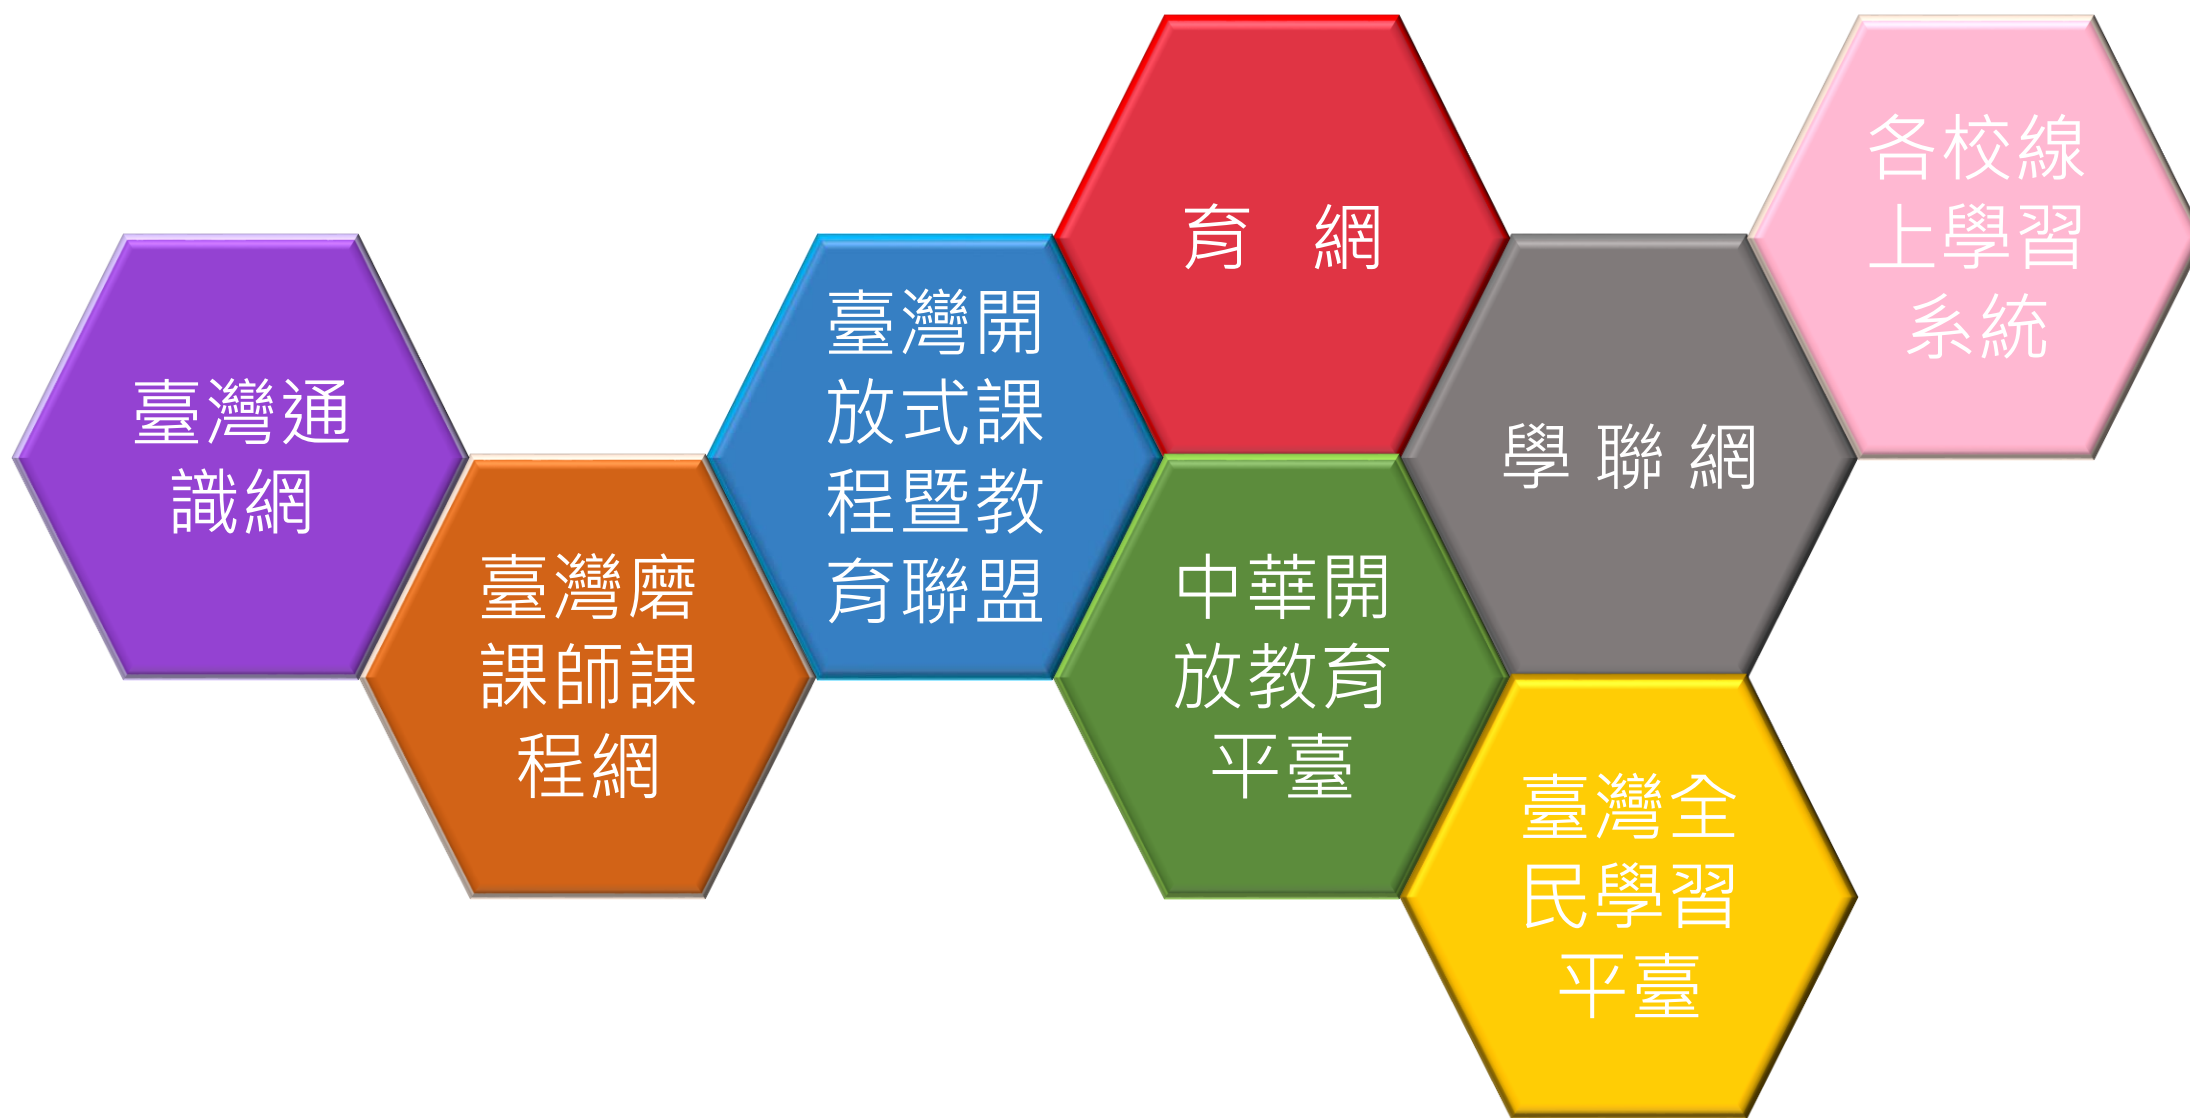 臺灣通
識網
臺灣磨
課師課
程網
臺灣開
放式課
程暨教
育聯盟
育 網
中華開
放教育
平臺
學 聯 網
臺灣全
民學習
平臺
各校線
上學習
系統